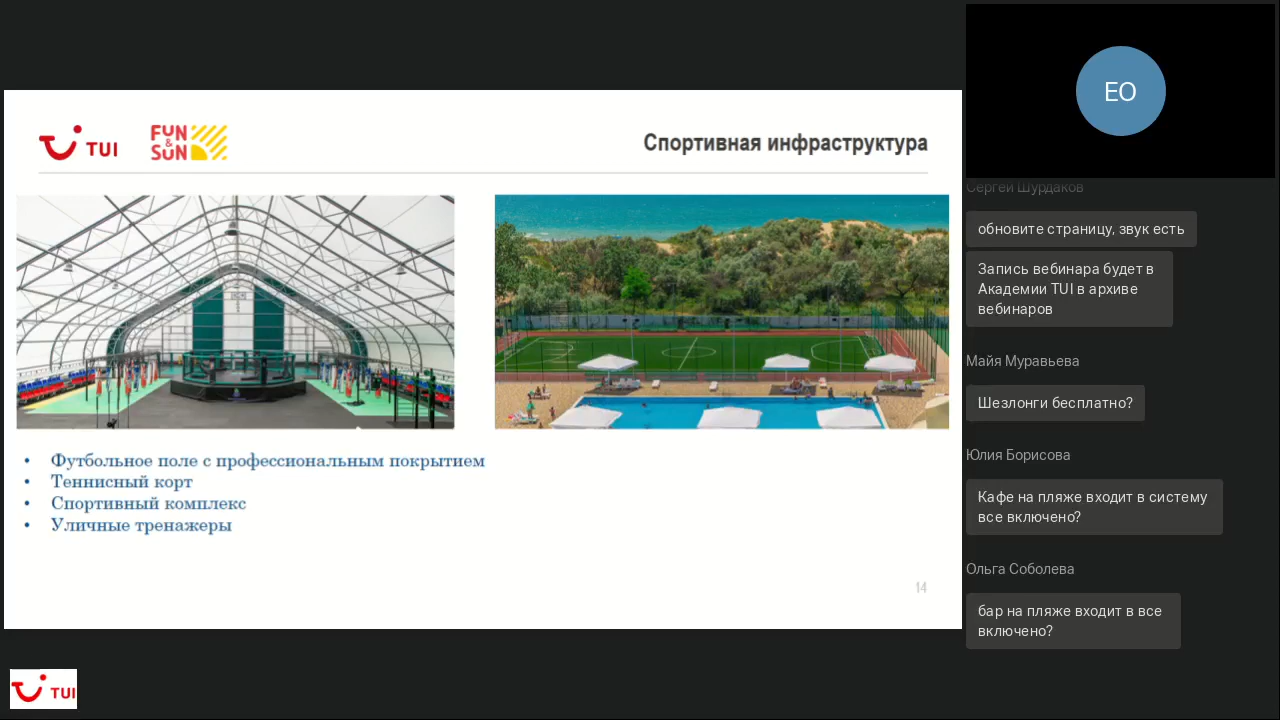 TUI
FUN
&
SUN
Спортивная инфраструктура
• Футбольное поле с профессиональным покрытием
• Теннисный корт
• Спортивный комплекс
• Уличные тренажеры
14
TUI
EO
Сергей Шурдаков
обновите страницу, звук есть
Запись вебинара будет в
Академии TUI в архиве
вебинаров
Майя Муравьева
Шезлонги бесплатно?
Юлия Борисова
Кафе на пляже входит в систему
все включено?
Ольга Соболева
бар на пляже входит в все
включено?